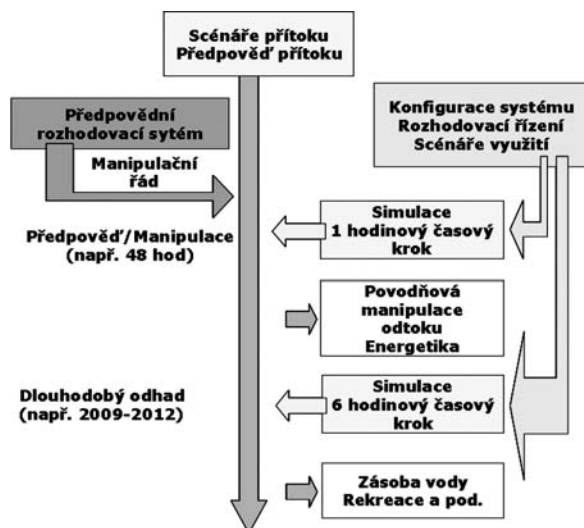 Scénáře přítoku
Předpověď přítoku
Předpovědní
rozhodovací sytém
Konfigurace systému
Rozhodovací řízení
Scénáře využití
Manipulační
řád
Simulace
1 hodinový časový
krok
Předpověď/Manipulace
(např. 48 hod)
Povodňová
manipulace
odtoku
Energetika
Simulace
6 hodinový časový
krok
Dlouhodobý odhad
(např. 2009-2012)
Zásoba vody
Rekreace a pod.